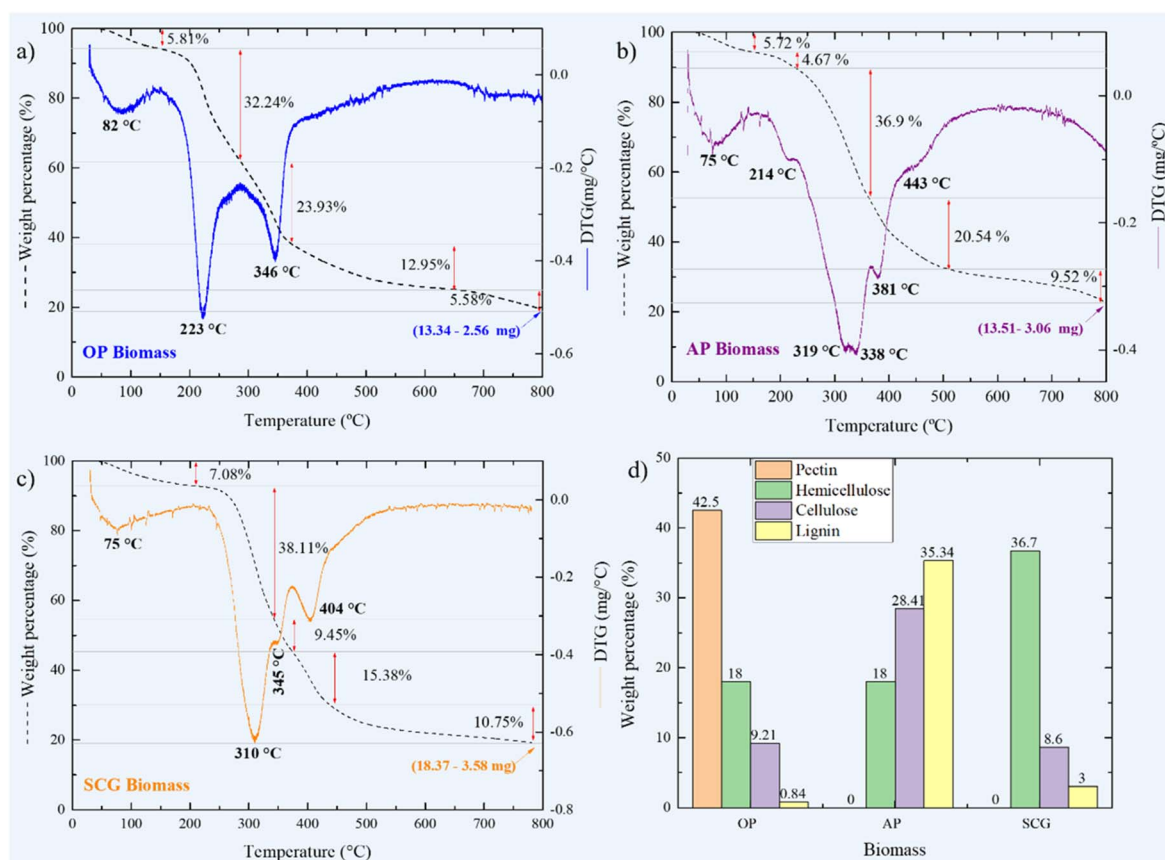 a)
Weight percentage (%)
100
80
60
40
20
0
5.81%
32.24%
23.93%
12.95%
5.58%
82 °C
223 °C
346 °C
(13.34 - 2.56 mg)
OP Biomass
0.0
-0.2
-0.4
-0.6
DTG(mg/°C)
0 100 200 300 400 500 600 700 800
Temperature (ºC)
b)
Weight percentage (%)
100
80
60
40
20
0
5.72 %
4.67 %
36.9 %
20.54 %
9.52 %
75 °C
214 °C
443 °C
381 °C
319 °C
338 °C
(13.51- 3.06 mg)
AP Biomass
0.0
-0.2
-0.4
DTG (mg/ºC)
0 100 200 300 400 500 600 700 800
Temperature (ºC)
c)
Weight percentage (%)
100
80
60
40
20
0
7.08%
38.11%
9.45%
15.38%
10.75%
75 °C
404 °C
345 °C
310 °C
(18.37 - 3.58 mg)
SCG Biomass
0.0
-0.2
-0.4
-0.6
-0.8
DTG (mg/°C)
0 100 200 300 400 500 600 700 800
Temperature (°C)
d)
Weight percentage (%)
50
40
30
20
10
0
Pectin
Hemicellulose
Cellulose
Lignin
42.5
18
9.21
0.84
0
18
28.41
35.34
0
36.7
8.6
3
OP AP SCG
Biomass